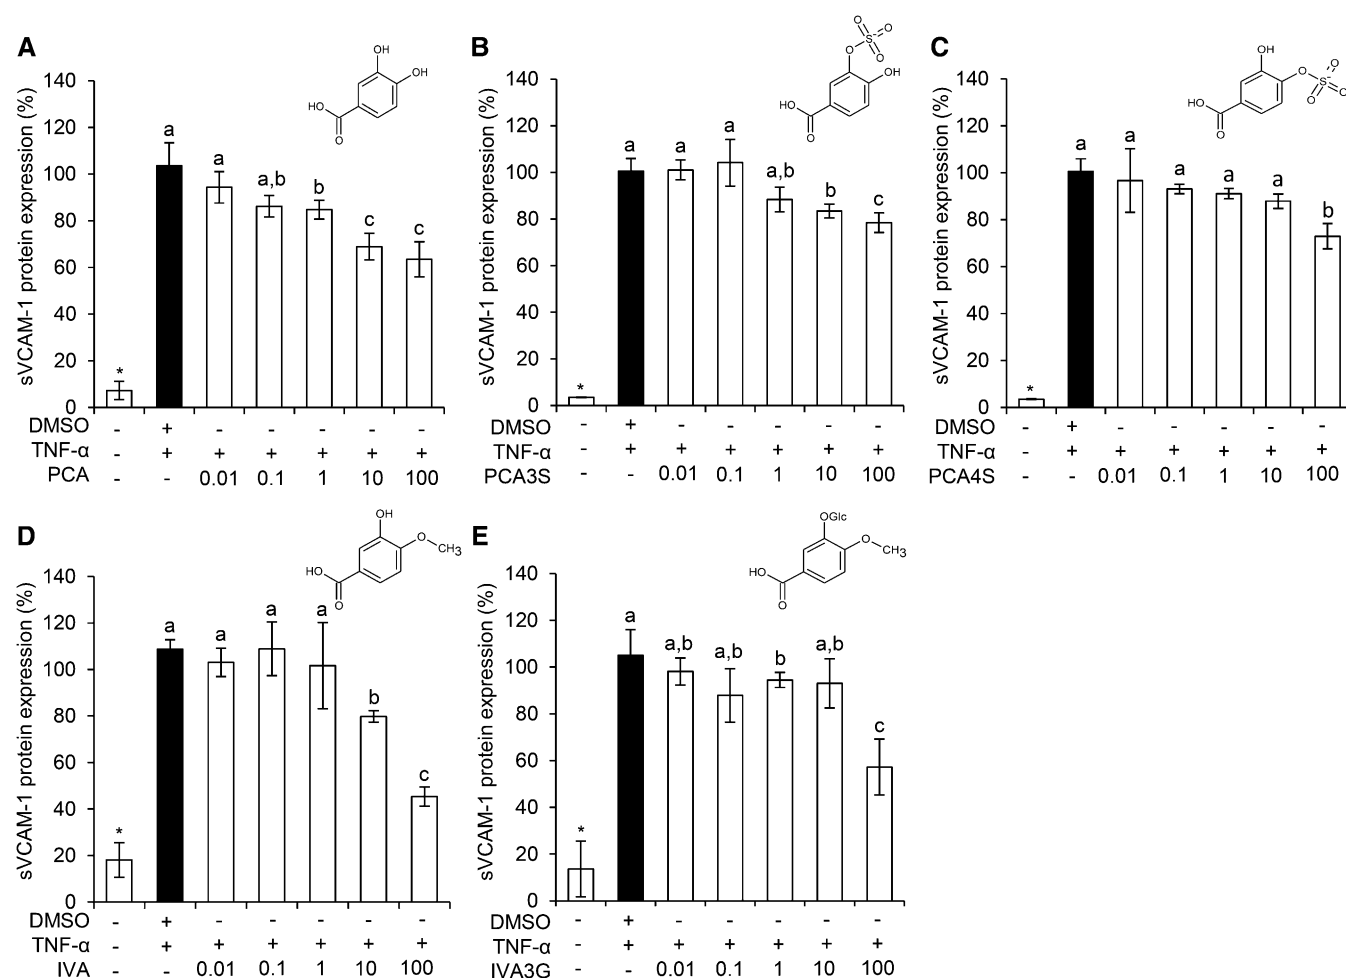 A
sVCAM-1 protein expression (%)
140
120
100
80
60
40
20
0
OH
OH
HO
O
*
a
a
a,b
b
c
c
DMSO - + - - - - -
TNF-α - + + + + + +
PCA - - 0.01 0.1 1 10 100
B
sVCAM-1 protein expression (%)
140
120
100
80
60
40
20
0
O
O
S
O
O
OH
HO
O
*
a
a
a
a,b
b
c
DMSO - + - - - - -
TNF-α - + + + + + +
PCA3S - - 0.01 0.1 1 10 100
C
sVCAM-1 protein expression (%)
140
120
100
80
60
40
20
0
OH
O
O
S
O
O
HO
O
*
a
a
a
a
a
b
DMSO - + - - - - -
TNF-α - + + + + + +
PCA4S - - 0.01 0.1 1 10 100
D
sVCAM-1 protein expression (%)
140
120
100
80
60
40
20
0
OH
O
CH3
HO
O
*
a
a
a
a
b
c
DMSO - + - - - - -
TNF-α - + + + + + +
IVA - - 0.01 0.1 1 10 100
E
sVCAM-1 protein expression (%)
140
120
100
80
60
40
20
0
OGlc
O
CH3
HO
O
*
a
a,b
a,b
b
a,b
c
DMSO - + - - - - -
TNF-α - + + + + + +
IVA3G - - 0.01 0.1 1 10 100